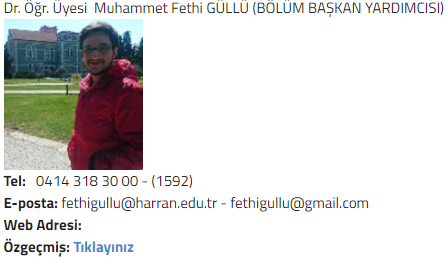 Dr. Öğr. Üyesi  Muhammet Fethi GÜLLÜ (BÖLÜM BAŞKAN YARDIMCISI)
Tel:   0414 318 30 00 - (1592)
E-posta: fethigullu@harran.edu.tr - fethigullu@gmail.com
Web Adresi:
Özgeçmiş: Tıklayınız